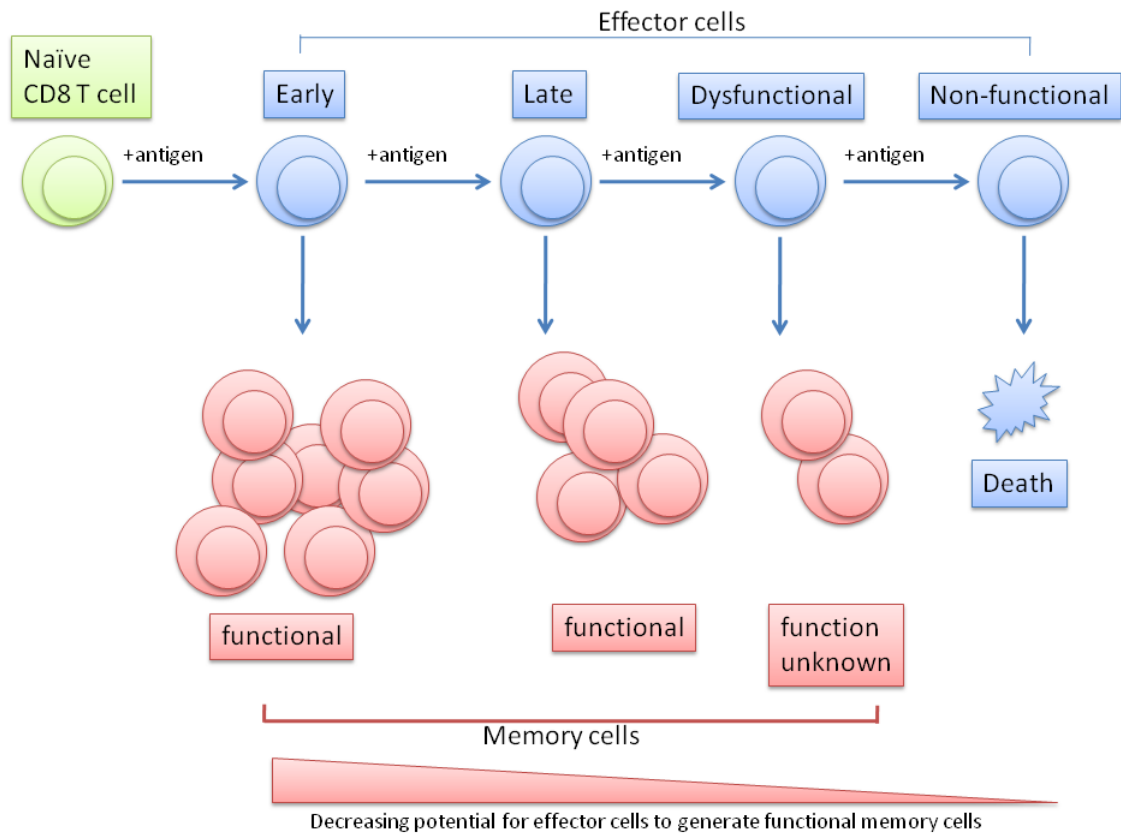 Effector cells
Naïve
CD8 T cell
Early
Late
Dysfunctional
Non-functional
+antigen
+antigen
+antigen
+antigen
Death
functional
functional
function
unknown
Memory cells
Decreasing potential for effector cells to generate functional memory cells